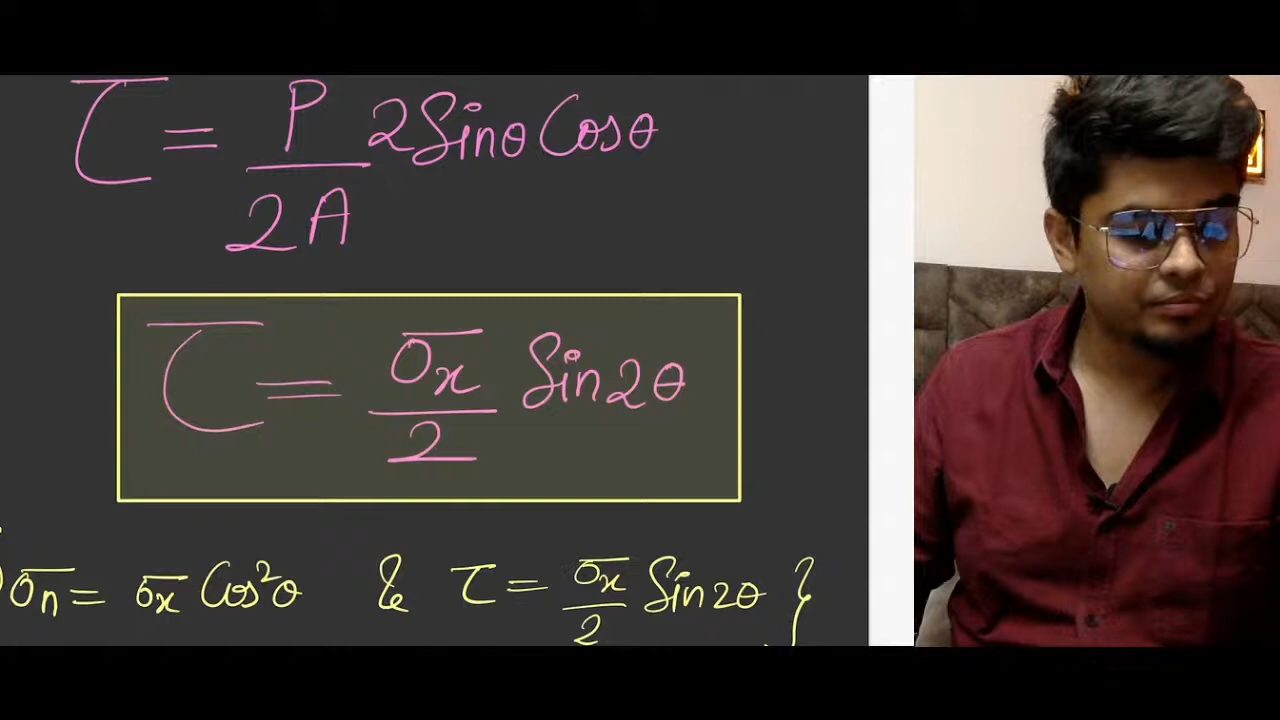 τ = P/2A 2Sinθ Cosθ
τ = σx/2 Sin2θ
σn = σx Cos²θ & τ = σx/2 Sin2θ }